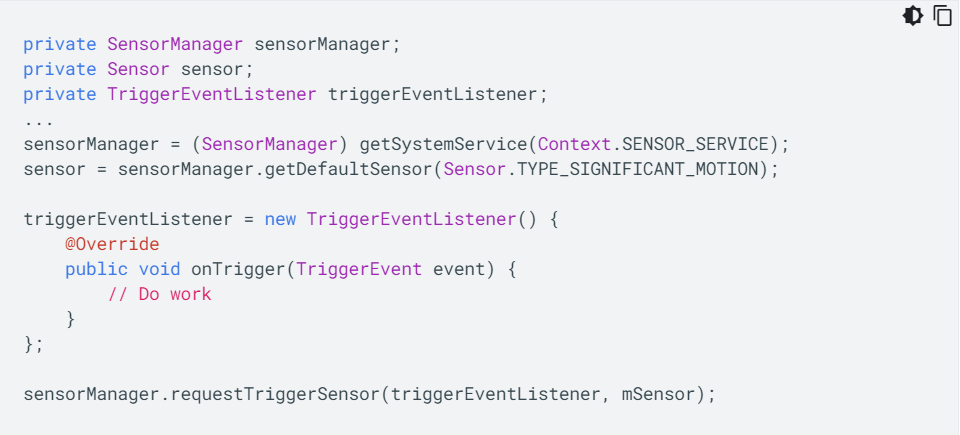 private SensorManager sensorManager;
private Sensor sensor;
private TriggerEventListener triggerEventListener;
...
sensorManager = (SensorManager) getSystemService(Context.SENSOR_SERVICE);
sensor = sensorManager.getDefaultSensor(Sensor.TYPE_SIGNIFICANT_MOTION);

triggerEventListener = new TriggerEventListener() {
    @Override
    public void onTrigger(TriggerEvent event) {
        // Do work
    }
};

sensorManager.requestTriggerSensor(triggerEventListener, mSensor);